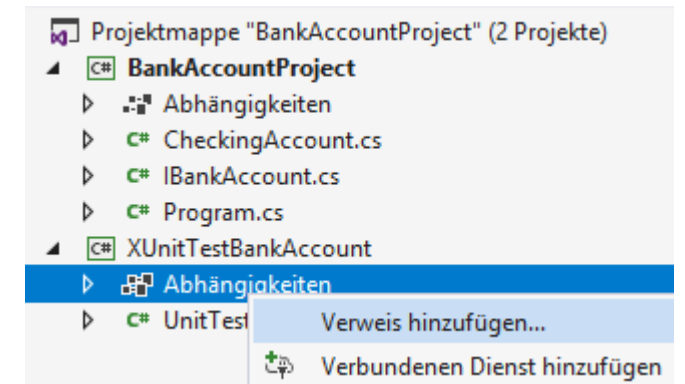 Projektmappe "BankAccountProject" (2 Projekte)
C# BankAccountProject
Abhängigkeiten
C# CheckingAccount.cs
C# IBankAccount.cs
C# Program.cs
C# XUnitTestBankAccount
Abhängigkeiten
C# UnitTest
Verweis hinzufügen...
Verbundenen Dienst hinzufügen